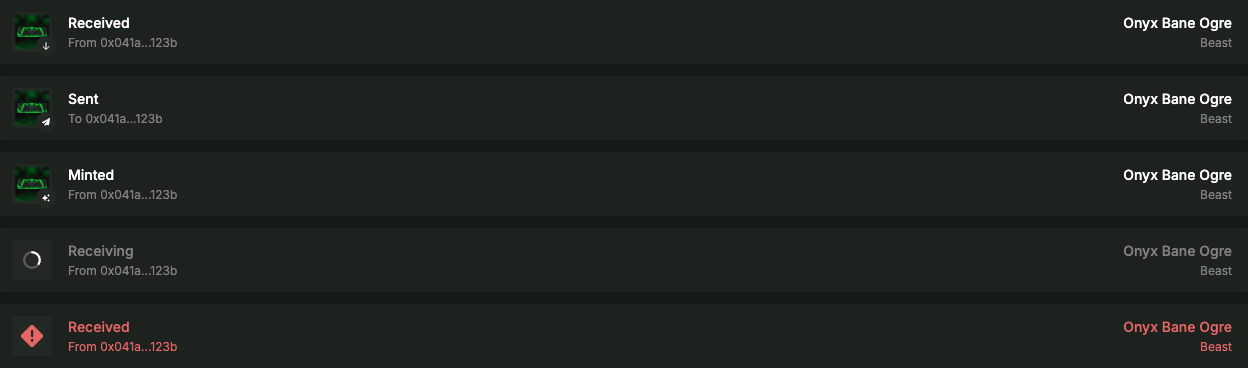 Received
Onyx Bane Ogre
From 0x041a...123b
Beast
Sent
Onyx Bane Ogre
To 0x041a...123b
Beast
Minted
Onyx Bane Ogre
From 0x041a...123b
Beast
Receiving
Onyx Bane Ogre
From 0x041a...123b
Beast
Received
Onyx Bane Ogre
From 0x041a...123b
Beast